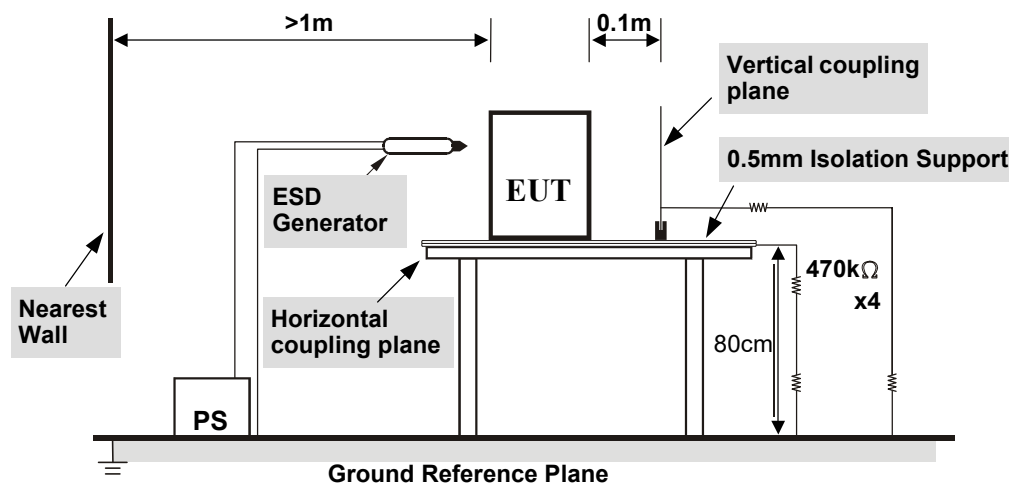 >1m
0.1m
Vertical coupling
plane
0.5mm Isolation Support
ESD
Generator
EUT
470kΩ
x4
Nearest
Wall
Horizontal
coupling plane
80cm
PS
Ground Reference Plane